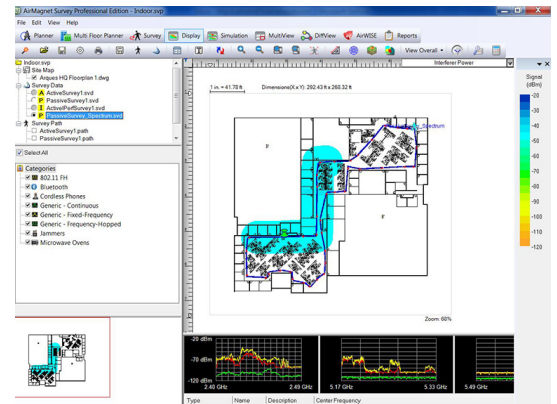 AirMagnet Survey Professional Edition - Indoor.svp
File View Help
Planner Multi Floor Planner Survey Display Simulation MultiView DiffView AirWISE Reports
View Overall
Indoor.svp
Site Map
Arques HQ Floorplan 1.dwg
Survey Data
A ActiveSurvey1.svd
P PassiveSurvey1.svd
I ActivePerfSurvey1.svd
P PassiveSurvey_Spectrum.svd
Survey Path
ActiveSurvey1.path
PassiveSurvey1.path
Select All
Categories
802.11 FH
Bluetooth
Cordless Phones
Generic - Continuous
Generic - Fixed-Frequency
Generic - Frequency-Hopped
Jammers
Microwave Ovens
Interferer Power
1 in. = 41.78 ft
Dimensions(X x Y): 292.43 ft x 268.32 ft
Spectrum
Zoom: 68%
Signal
(dBm)
-20
-30
-40
-50
-60
-70
-80
-90
-100
-110
-120
-20 dBm
-70 dBm
-120 dBm
2.40 GHz 2.49 GHz 5.17 GHz 5.33 GHz 5.49 GHz
Type Name Description Center Frequency